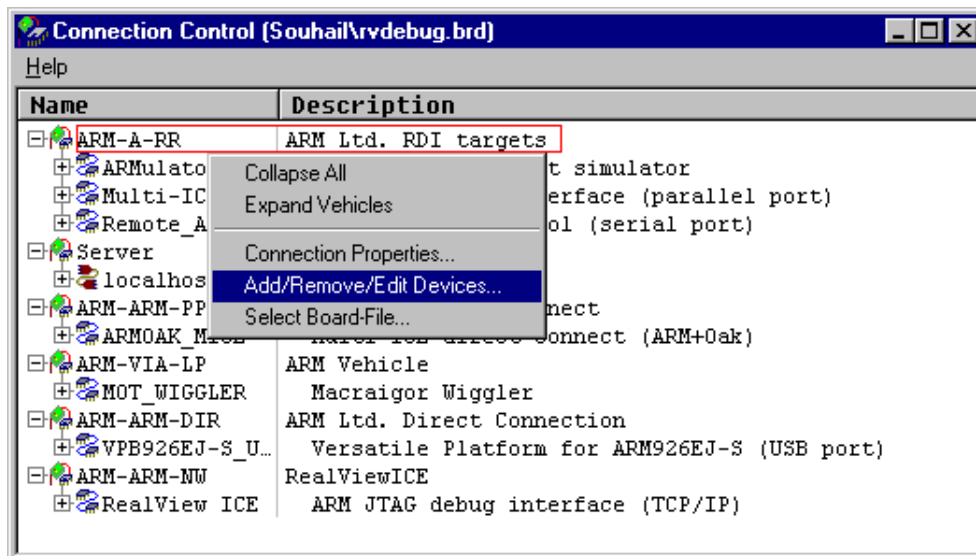 Connection Control (Souhail\rvdebug.brd)
Help
Name Description
ARM-A-RR ARM Ltd. RDI targets
ARMulato t simulator
Multi-IC erface (parallel port)
Remote_A ol (serial port)
Collapse All
Expand Vehicles
Connection Properties...
Add/Remove/Edit Devices...
Select Board-File...
Server
localhos
ARM-ARM-PP nect
ARMOAK_M connect (ARM+Oak)
ARM-VIA-LP ARM Vehicle
MOT_WIGGLER Macraigor Wiggler
ARM-ARM-DIR ARM Ltd. Direct Connection
VPB926EJ-S_U... Versatile Platform for ARM926EJ-S (USB port)
ARM-ARM-NW RealViewICE
RealView ICE ARM JTAG debug interface (TCP/IP)